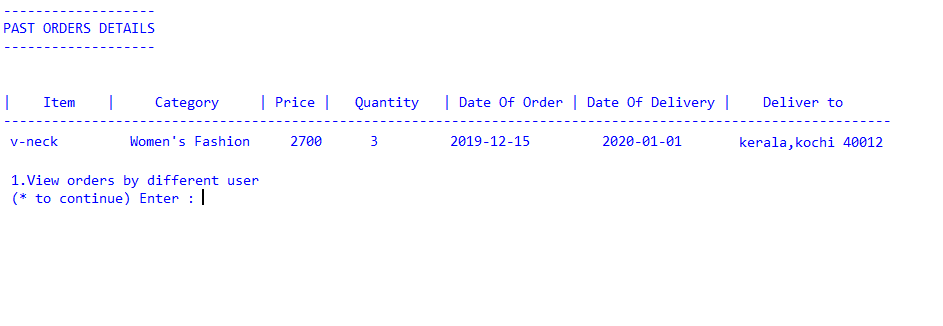 -------------------
PAST ORDERS DETAILS
-------------------
|    Item    |     Category     | Price |   Quantity   | Date Of Order | Date Of Delivery |    Deliver to
---------------------------------------------------------------------------------------------------------------
v-neck         Women's Fashion     2700      3         2019-12-15         2020-01-01       kerala,kochi 40012
1.View orders by different user
(* to continue) Enter :